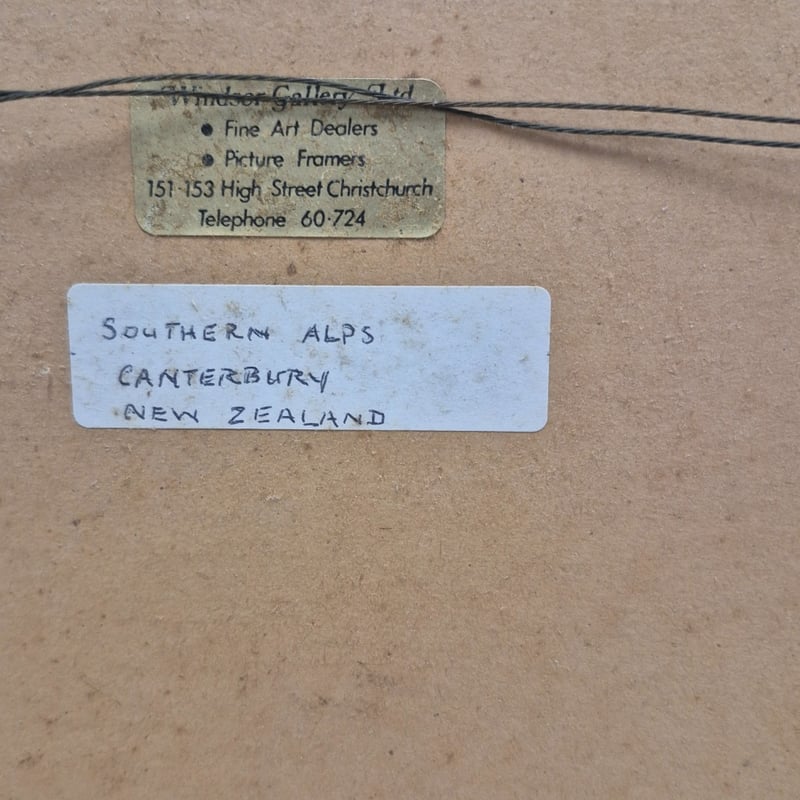 Windsor Gallery Ltd
● Fine Art Dealers
● Picture Framers
151-153 High Street Christchurch
Telephone 60-724
SOUTHERN ALPS
CANTERBURY
NEW ZEALAND